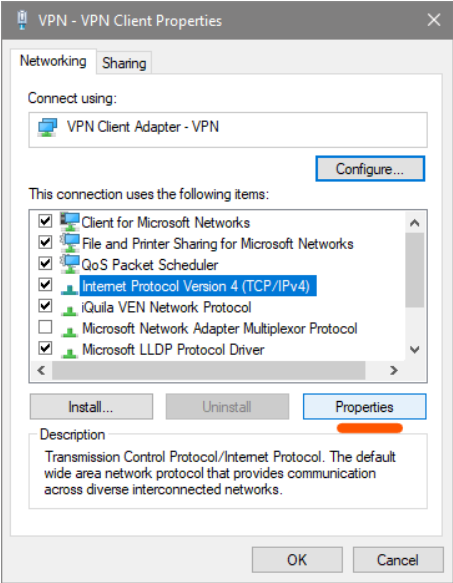 VPN - VPN Client Properties
Networking
Sharing
Connect using:
VPN Client Adapter - VPN
Configure...
This connection uses the following items:
Client for Microsoft Networks
File and Printer Sharing for Microsoft Networks
QoS Packet Scheduler
Internet Protocol Version 4 (TCP/IPv4)
iQuila VEN Network Protocol
Microsoft Network Adapter Multiplexor Protocol
Microsoft LLDP Protocol Driver
Install...
Uninstall
Properties
Description
Transmission Control Protocol/Internet Protocol. The default
wide area network protocol that provides communication
across diverse interconnected networks.
OK
Cancel